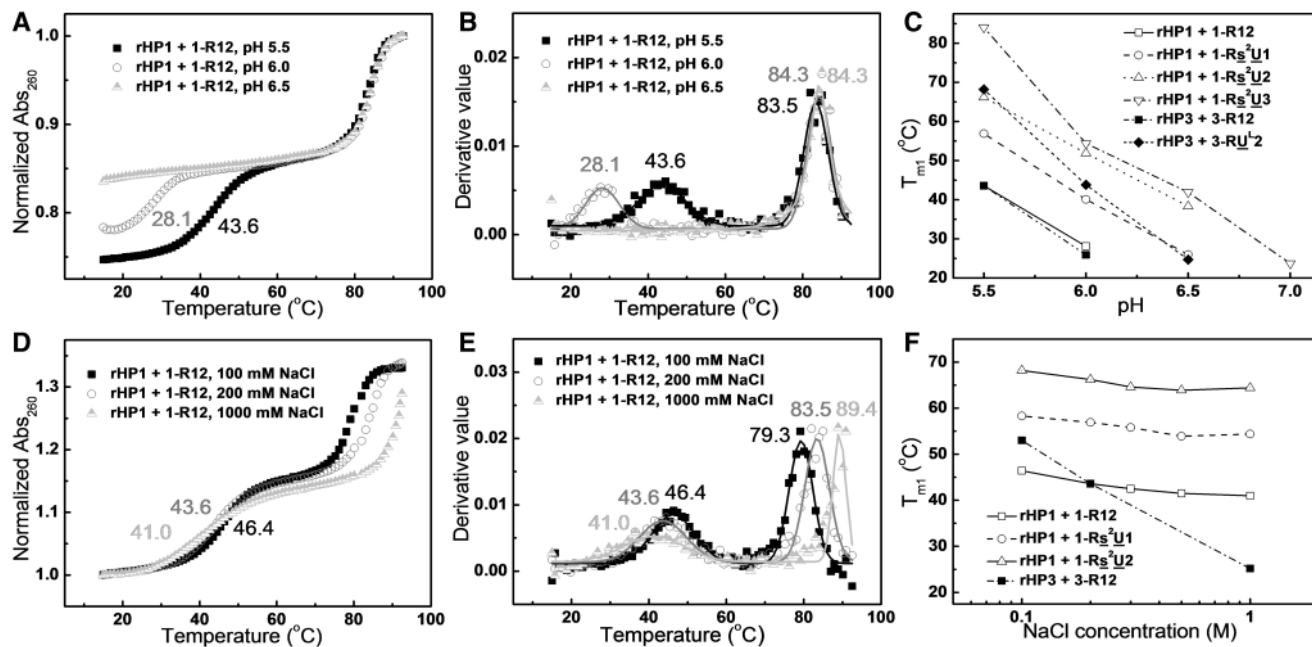 A
1.0
0.9
0.8
Normalized Abs260
rHP1 + 1-R12, pH 5.5
rHP1 + 1-R12, pH 6.0
rHP1 + 1-R12, pH 6.5
28.1
43.6
20 40 60 80 100
Temperature (°C)
B
0.02
0.01
0.00
Derivative value
rHP1 + 1-R12, pH 5.5
rHP1 + 1-R12, pH 6.0
rHP1 + 1-R12, pH 6.5
84.3
84.3
83.5
28.1
43.6
20 40 60 80 100
Temperature (°C)
C
80
70
60
50
40
30
20
Tm1 (°C)
rHP1 + 1-R12
rHP1 + 1-Rs²U1
rHP1 + 1-Rs²U2
rHP1 + 1-Rs²U3
rHP3 + 3-R12
rHP3 + 3-RUᴸ2
5.5 6.0 6.5 7.0
pH
D
1.3
1.2
1.1
1.0
Normalized Abs260
rHP1 + 1-R12, 100 mM NaCl
rHP1 + 1-R12, 200 mM NaCl
rHP1 + 1-R12, 1000 mM NaCl
43.6
41.0
46.4
20 40 60 80 100
Temperature (°C)
E
0.03
0.02
0.01
0.00
Derivative value
rHP1 + 1-R12, 100 mM NaCl
rHP1 + 1-R12, 200 mM NaCl
rHP1 + 1-R12, 1000 mM NaCl
83.5
89.4
79.3
43.6
46.4
41.0
20 40 60 80 100
Temperature (°C)
F
70
60
50
40
30
20
Tm1 (°C)
rHP1 + 1-R12
rHP1 + 1-Rs²U1
rHP1 + 1-Rs²U2
rHP3 + 3-R12
0.1 1
NaCl concentration (M)